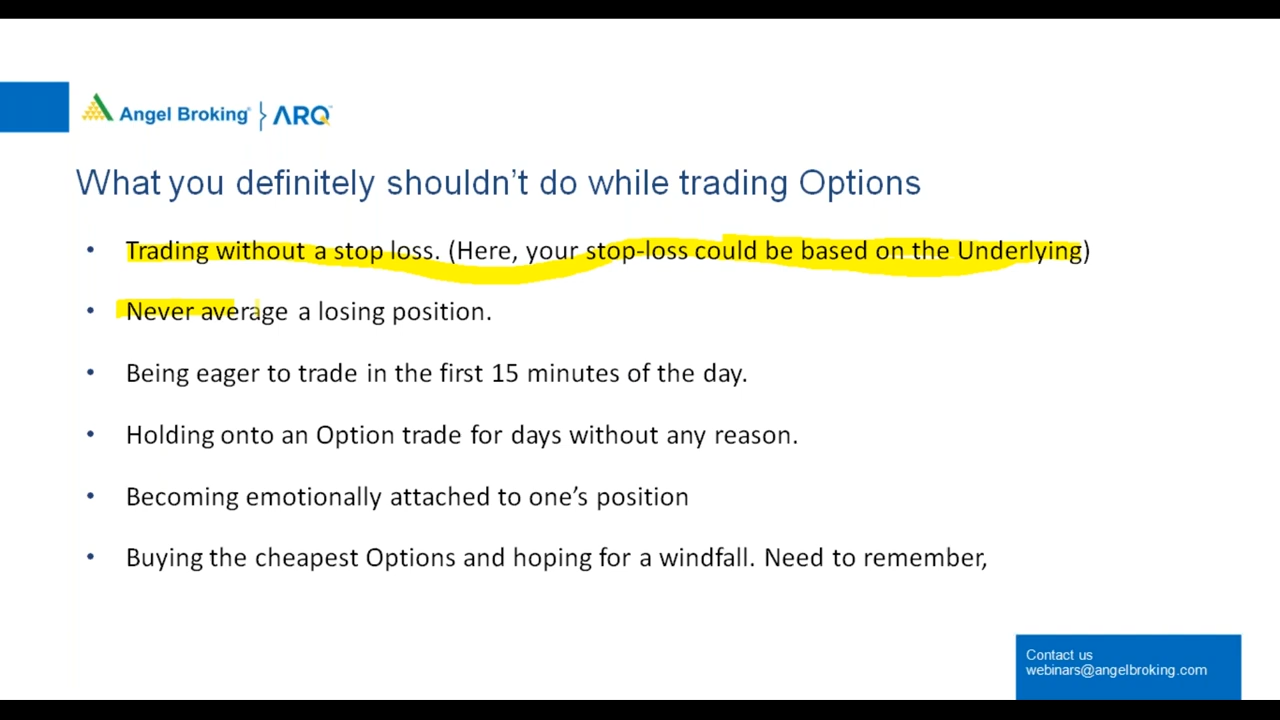 Angel Broking ARQ
What you definitely shouldn't do while trading Options
• Trading without a stop loss. (Here, your stop-loss could be based on the Underlying)
• Never average a losing position.
• Being eager to trade in the first 15 minutes of the day.
• Holding onto an Option trade for days without any reason.
• Becoming emotionally attached to one's position
• Buying the cheapest Options and hoping for a windfall. Need to remember,
Contact us
webinars@angelbroking.com